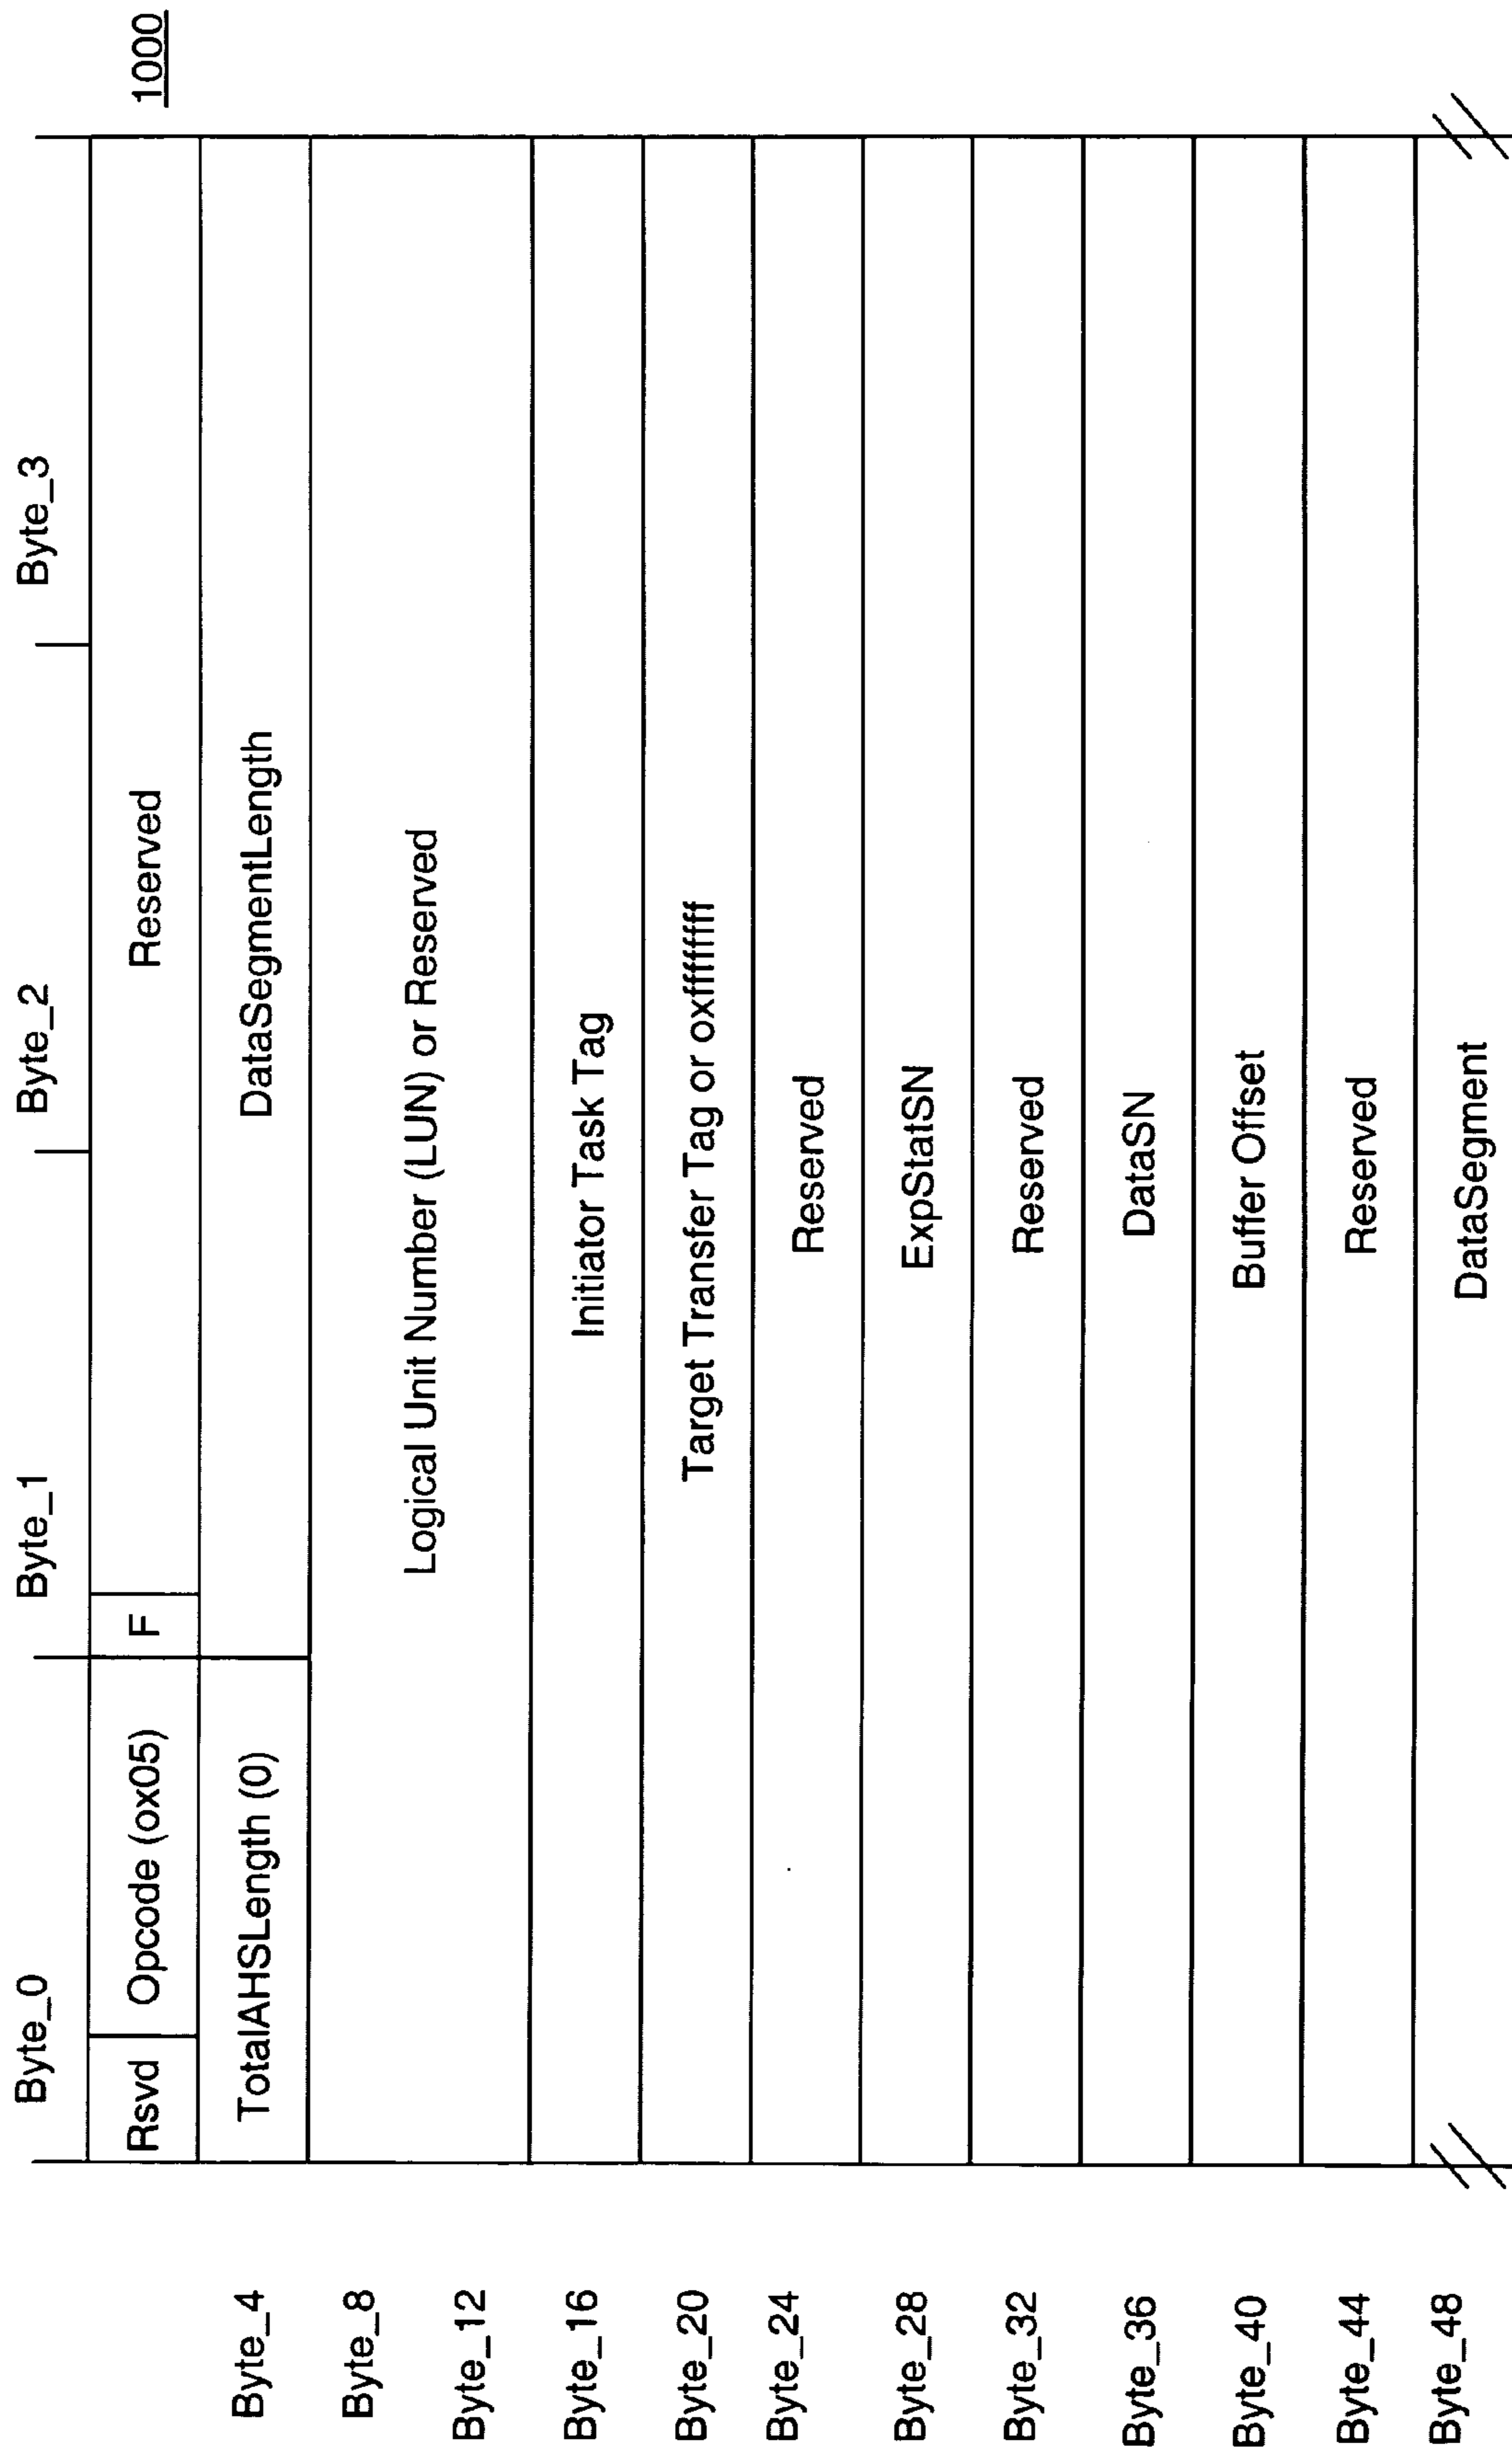 1000
Byte_0 Byte_1 Byte_2 Byte_3
Rsvd Opcode (ox05) F Reserved
Byte_4 TotalAHSLength (0) DataSegmentLength
Byte_8
Logical Unit Number (LUN) or Reserved
Byte_12
Byte_16 Initiator Task Tag
Byte_20 Target Transfer Tag or oxffffffff
Byte_24 Reserved
Byte_28 ExpStatSN
Byte_32 Reserved
Byte_36 DataSN
Byte_40 Buffer Offset
Byte_44 Reserved
Byte_48 DataSegment